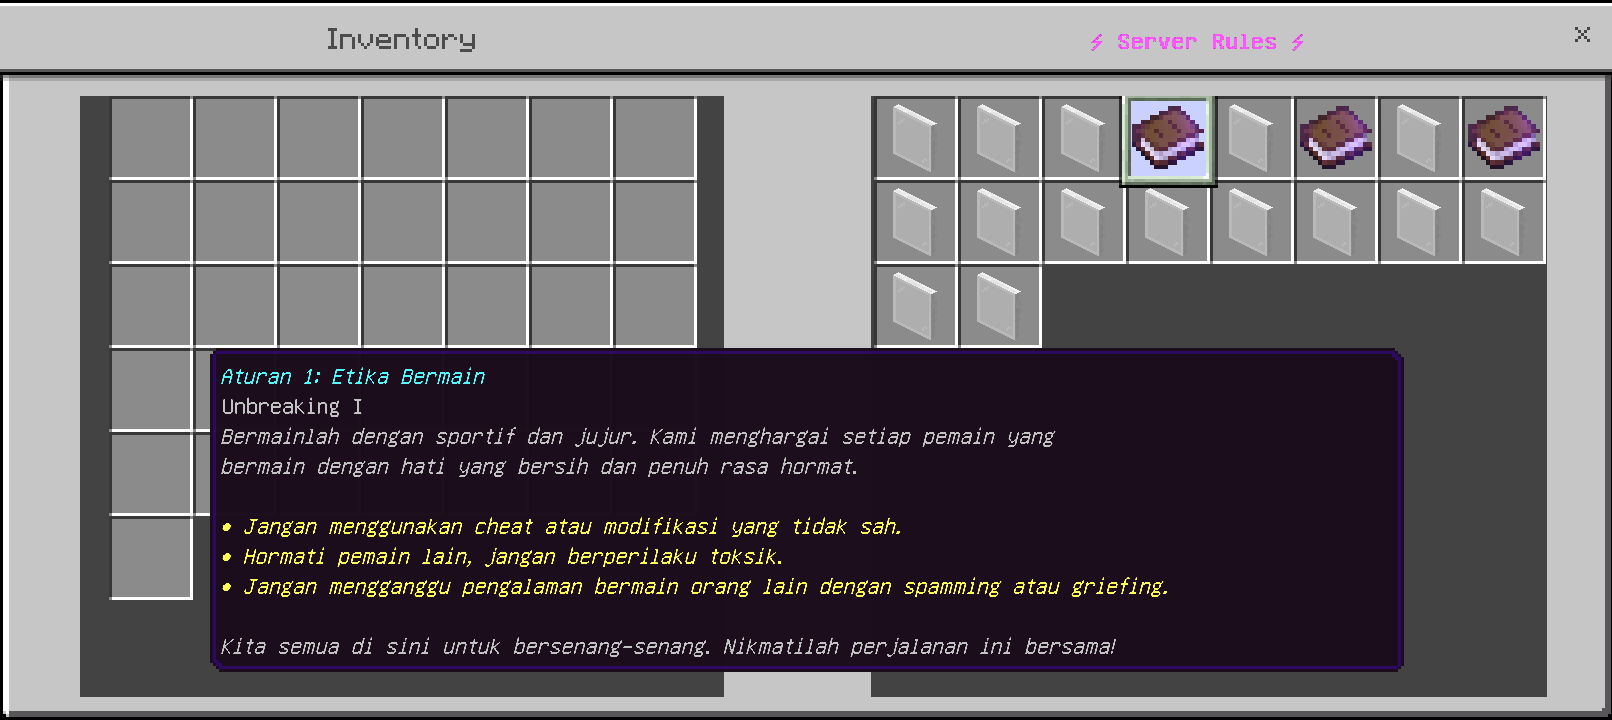 Inventory
⚡ Server Rules ⚡
Aturan 1: Etika Bermain
Unbreaking I
Bermainlah dengan sportif dan jujur. Kami menghargai setiap pemain yang
bermain dengan hati yang bersih dan penuh rasa hormat.
• Jangan menggunakan cheat atau modifikasi yang tidak sah.
• Hormati pemain lain, jangan berperilaku toksik.
• Jangan mengganggu pengalaman bermain orang lain dengan spamming atau griefing.
Kita semua di sini untuk bersenang-senang. Nikmatilah perjalanan ini bersama!